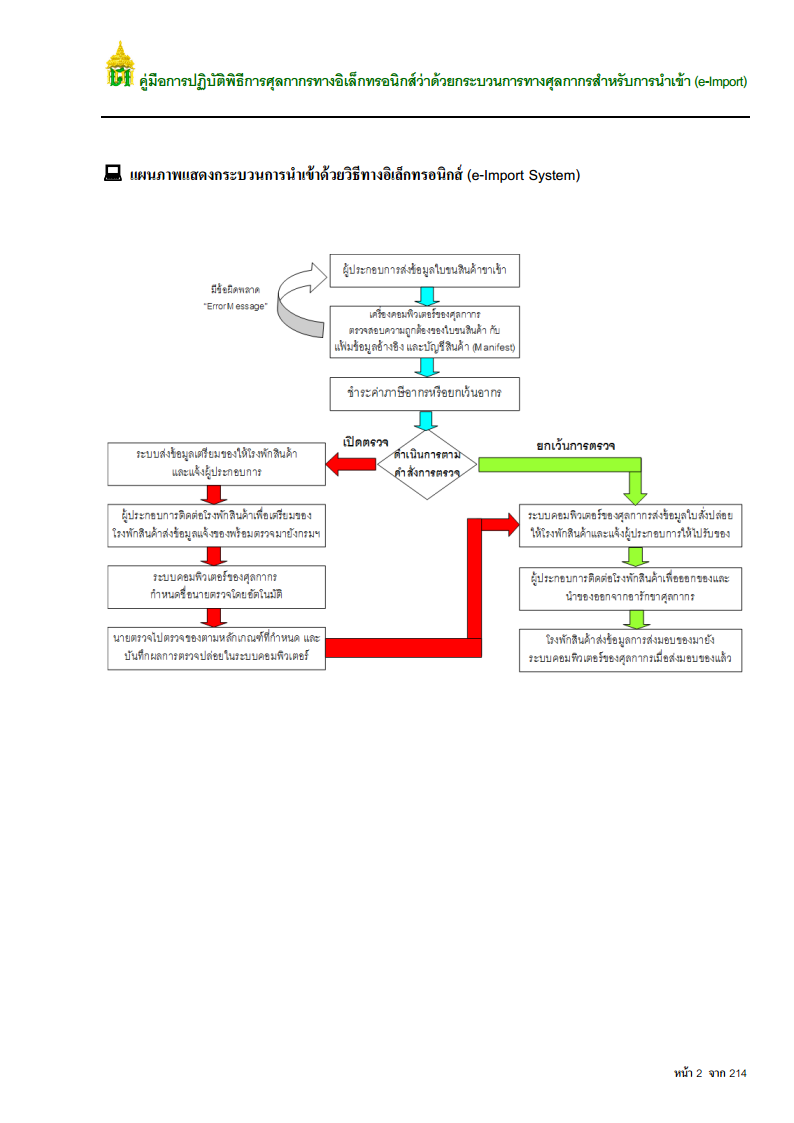 คู่มือการปฏิบัติพิธีการศุลกากรทางอิเล็กทรอนิกส์ว่าด้วยกระบวนการทางศุลกากรสำหรับการนำเข้า (e-Import)
แผนภาพแสดงกระบวนการนำเข้าด้วยวิธีทางอิเล็กทรอนิกส์ (e-Import System)
ผู้ประกอบการส่งข้อมูลใบขนสินค้าขาเข้า
มีข้อผิดพลาด
“ErrorMessage”
เครื่องคอมพิวเตอร์ของศุลกากร
ตรวจสอบความถูกต้องของใบขนสินค้า กับ
แฟ้มข้อมูลอ้างอิง และบัญชีสินค้า (Manifest)
ชำระค่าภาษีอากรหรือยกเว้นอากร
ดำเนินการตาม
คำสั่งการตรวจ
เปิดตรวจ
ยกเว้นการตรวจ
ระบบส่งข้อมูลเตรียมของให้โรงพักสินค้า
และแจ้งผู้ประกอบการ
ผู้ประกอบการติดต่อโรงพักสินค้าเพื่อเตรียมของ
โรงพักสินค้าส่งข้อมูลแจ้งของพร้อมตรวจมายังกรมฯ
ระบบคอมพิวเตอร์ของศุลกากร
กำหนดชื่อนายตรวจโดยอัตโนมัติ
นายตรวจไปตรวจของตามหลักเกณฑ์ที่กำหนด และ
บันทึกผลการตรวจปล่อยในระบบคอมพิวเตอร์
ระบบคอมพิวเตอร์ของศุลกากรส่งข้อมูลใบสั่งปล่อย
ให้โรงพักสินค้าและแจ้งผู้ประกอบการให้ไปรับของ
ผู้ประกอบการติดต่อโรงพักสินค้าเพื่อออกของและ
นำของออกจากอารักขาศุลกากร
โรงพักสินค้าส่งข้อมูลการส่งมอบของมายัง
ระบบคอมพิวเตอร์ของศุลกากรเมื่อส่งมอบของแล้ว
หน้า 2 จาก 214